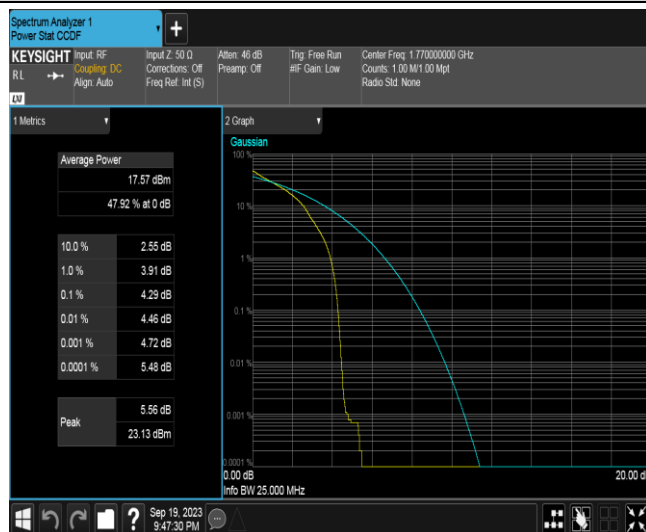 Spectrum Analyzer 1
Power Stat CCDF
+
KEYSIGHT
RL
LXI
Input: RF
Coupling: DC
Align: Auto
Input Z: 50 Ω
Corrections: Off
Freq Ref: Int (S)
Atten: 46 dB
Preamp: Off
Trig: Free Run
#IF Gain: Low
Center Freq: 1.770000000 GHz
Counts: 1.00 M/1.00 Mpt
Radio Std: None
1 Metrics
Average Power
17.57 dBm
47.92 % at 0 dB
10.0 % 2.55 dB
1.0 % 3.91 dB
0.1 % 4.29 dB
0.01 % 4.46 dB
0.001 % 4.72 dB
0.0001 % 5.48 dB
Peak 5.56 dB
23.13 dBm
2 Graph
Gaussian
100 %
10 %
1 %
0.1 %
0.01 %
0.001 %
0.0001 %
0.00 dB
20.00 d
Info BW 25.000 MHz
?
Sep 19, 2023
9:47:30 PM